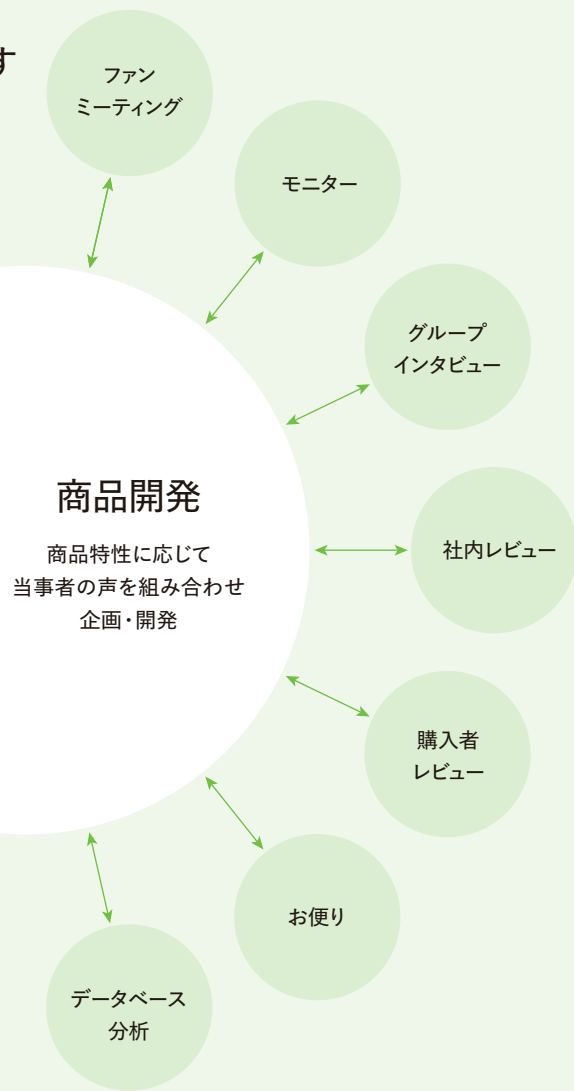 す
ファン
ミーティング
モニター
グループ
インタビュー
商品開発
商品特性に応じて
当事者の声を組み合わせ
企画・開発
社内レビュー
購入者
レビュー
お便り
データベース
分析